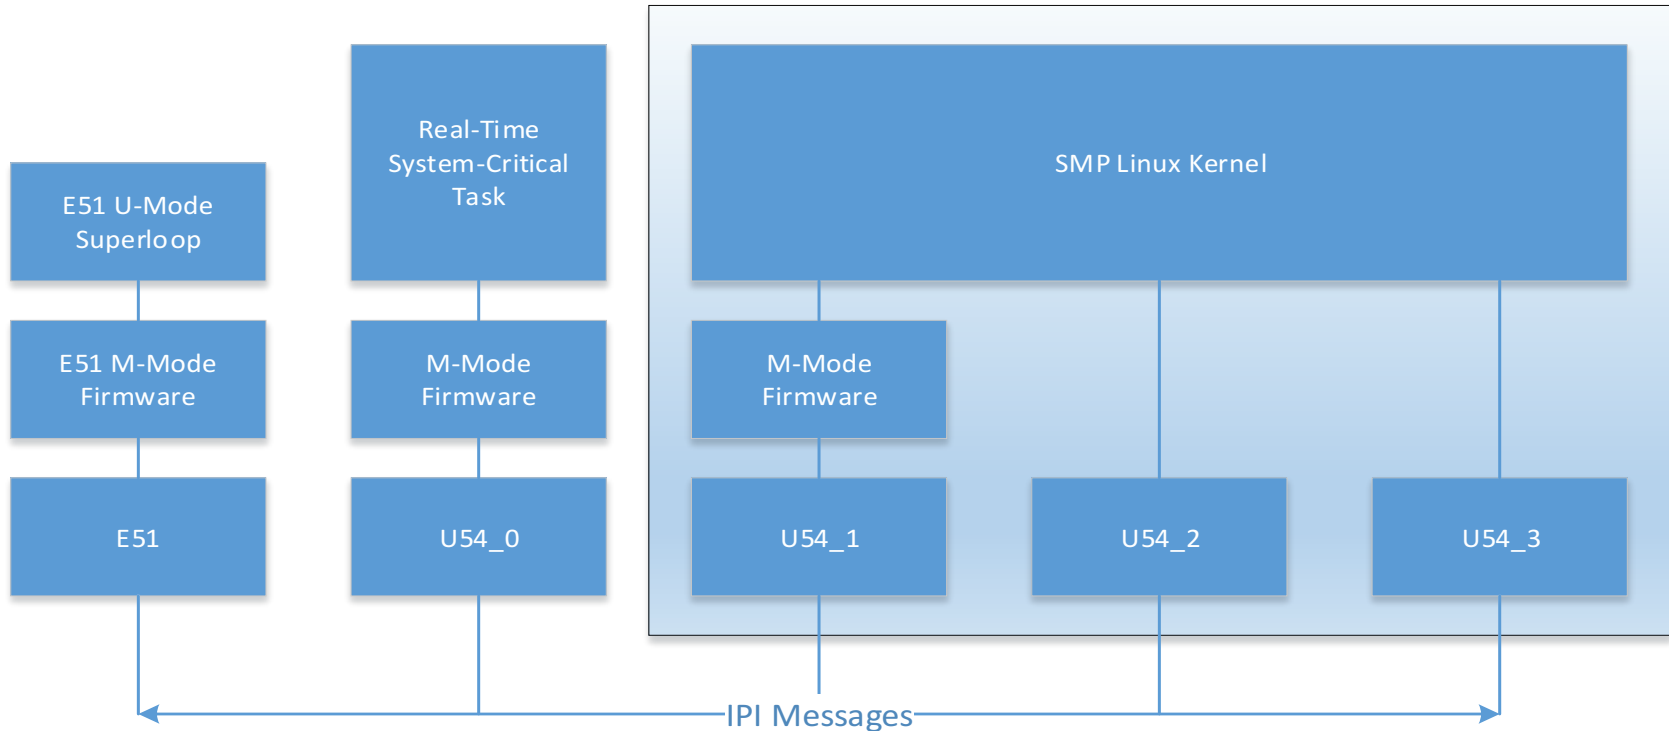 Real-Time
System-Critical
Task
SMP Linux Kernel
E51 U-Mode
Superloop
E51 M-Mode
Firmware
M-Mode
Firmware
M-Mode
Firmware
E51
U54_0
U54_1
U54_2
U54_3
IPI Messages